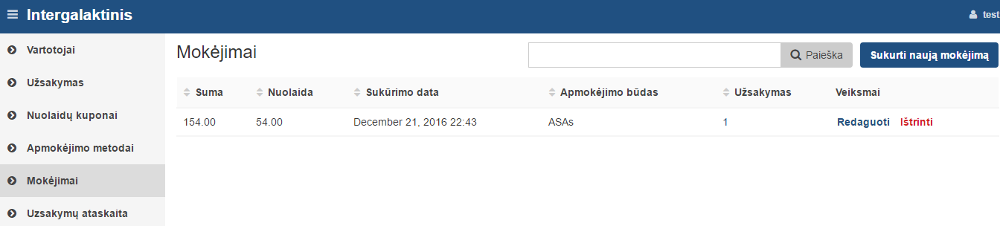 Intergalaktinis
test
Vartotojai
Užsakymas
Nuolaidų kuponai
Apmokėjimo metodai
Mokėjimai
Uzsakymų ataskaita
Mokėjimai
Paieška
Sukurti naują mokėjimą
Suma Nuolaida Sukūrimo data Apmokėjimo būdas Užsakymas Veiksmai
154.00 54.00 December 21, 2016 22:43 ASAs 1 Redaguoti Ištrinti